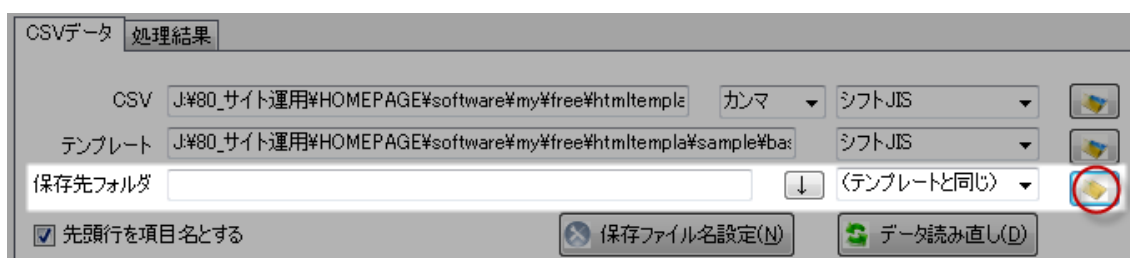 CSVデータ 処理結果
CSV J:¥80_サイト運用¥HOMEPAGE¥software¥my¥free¥htmltempla カンマ シフトJIS
テンプレート J:¥80_サイト運用¥HOMEPAGE¥software¥my¥free¥htmltempla¥sample¥bas シフトJIS
保存先フォルダ ↓ (テンプレートと同じ)
先頭行を項目名とする 保存ファイル名設定(N) データ読み直し(D)